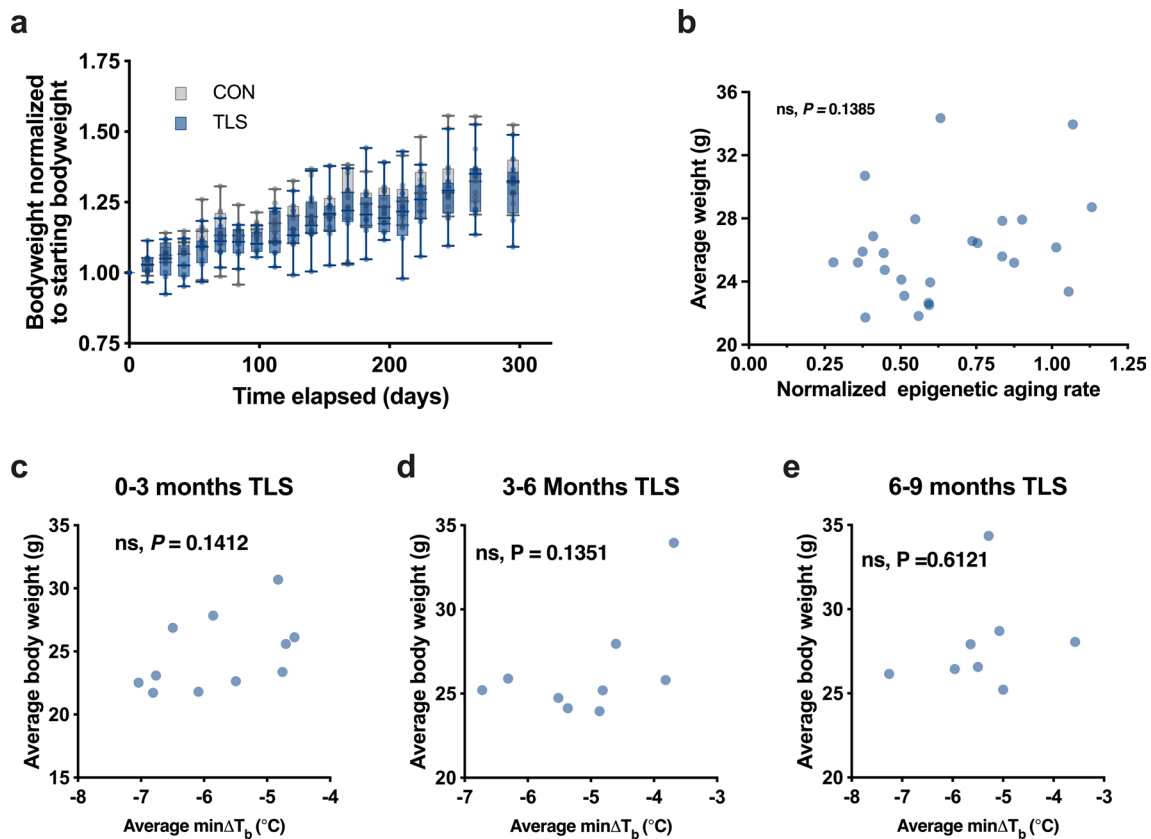 a
Bodyweight normalized
to starting bodyweight
1.75
1.50
1.25
1.00
0.75
CON
TLS
0
100
200
300
Time elapsed (days)
b
Average weight (g)
36
32
28
24
20
ns, P = 0.1385
0.00
0.25
0.50
0.75
1.00
1.25
Normalized epigenetic aging rate
c
0-3 months TLS
Average body weight (g)
35
30
25
20
15
ns, P = 0.1412
-8
-7
-6
-5
-4
Average minΔTb (°C)
d
3-6 Months TLS
Average body weight (g)
35
30
25
20
ns, P = 0.1351
-7
-6
-5
-4
-3
Average minΔTb (°C)
e
6-9 months TLS
Average body weight (g)
35
30
25
20
ns, P =0.6121
-8
-7
-6
-5
-4
-3
Average minΔTb (°C)